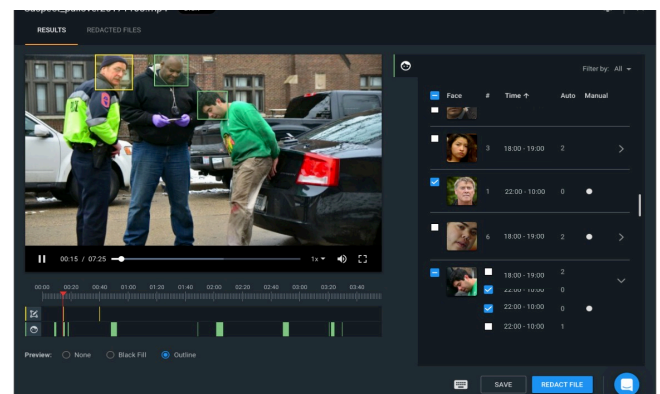 RESULTS REDACTED FILES
Filter by: All
Face # Time ↑ Auto Manual
3 18:00 - 19:00 2
1 22:00 - 10:00 0
6 18:00 - 19:00 2
18:00 - 19:00 2
22:00 - 10:00 0
22:00 - 10:00 0
22:00 - 10:00 1
00:15 / 07:25 1x
00:00 00:20 00:40 01:00 01:20 01:40 02:00 02:20 02:40 03:00 03:20 03:40
Preview: None Black Fill Outline
SAVE REDACT FILE